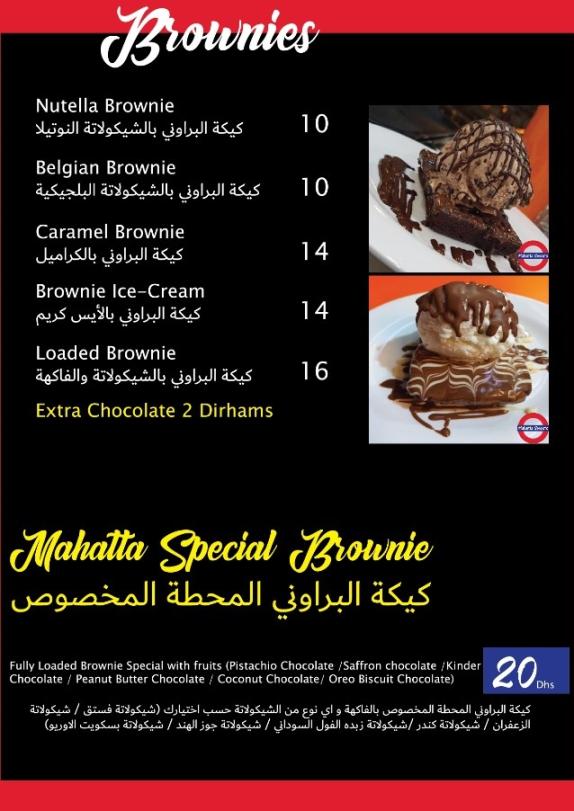 Brownies
Nutella Brownie
كيكة البراوني بالشيكولاتة النوتيلا
10
Belgian Brownie
كيكة البراوني بالشيكولاتة البلجيكية
10
Caramel Brownie
كيكة البراوني بالكراميل
14
Brownie Ice-Cream
كيكة البراوني بالأيس كريم
14
Loaded Brownie
كيكة البراوني بالشيكولاتة والفاكهة
16
Extra Chocolate 2 Dirhams
Mahatta Special Brownie
كيكة البراوني المحطة المخصوص
Fully Loaded Brownie Special with fruits (Pistachio Chocolate /Saffron chocolate /Kinder
Chocolate / Peanut Butter Chocolate / Coconut Chocolate/ Oreo Biscuit Chocolate)
20 Dhs
كيكة البراوني المحطة المخصوص بالفاكهة و اي نوع من الشيكولاتة حسب اختيارك (شيكولاتة فستق / شيكولاتة
الزعفران / شيكولاتة كندر /شيكولاتة زبده الفول السوداني / شيكولاتة جوز الهند / شيكولاتة بسكويت الاوريو)